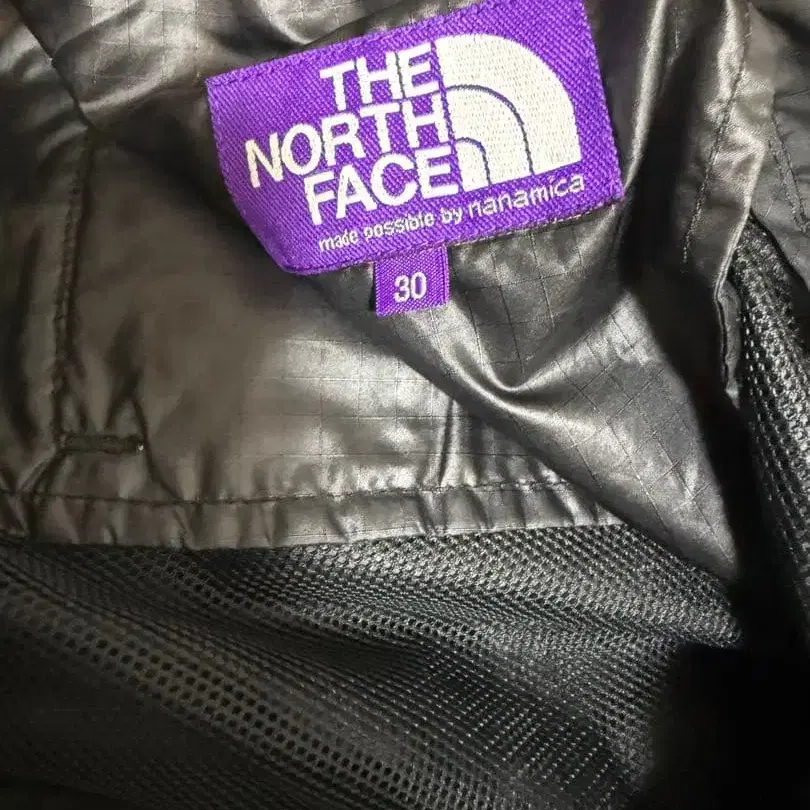 THE
NORTH
FACE
made possible by nanamica
30